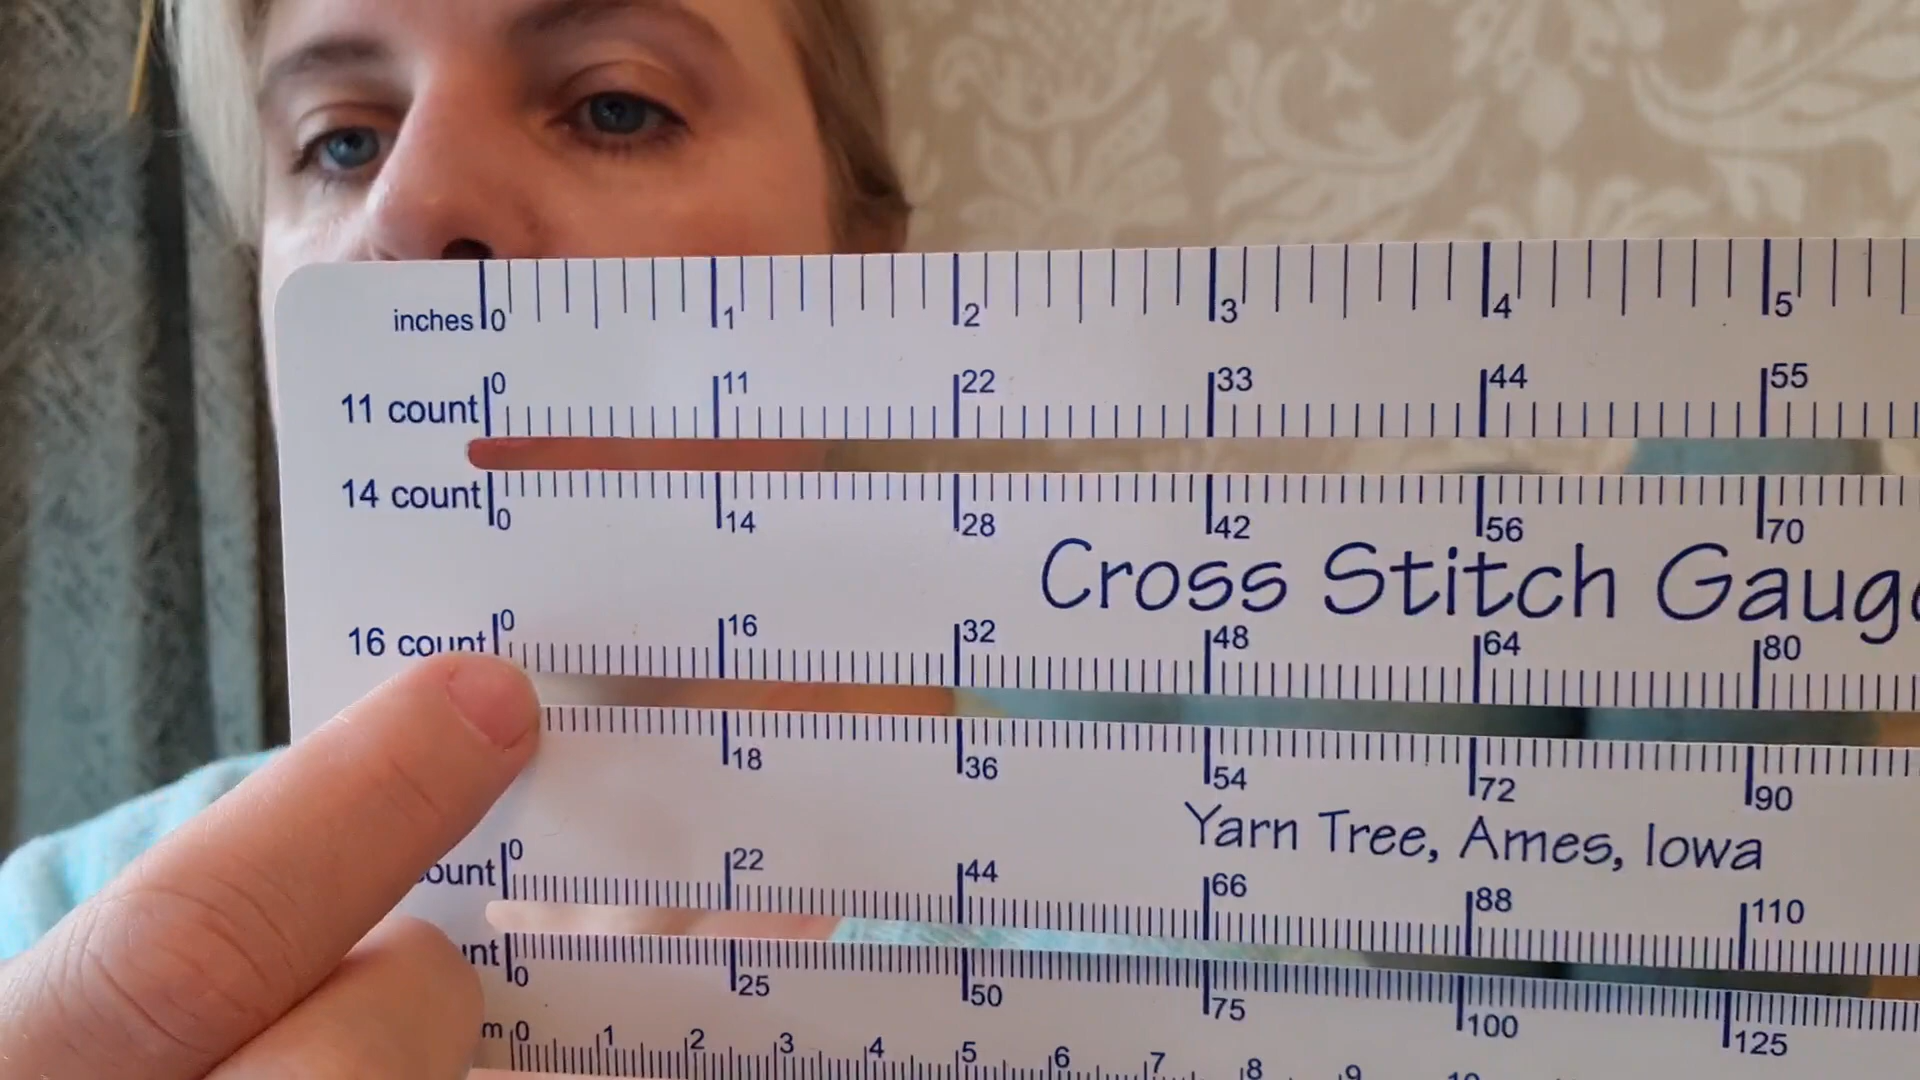 inches 0 1 2 3 4 5
11 count 0 11 22 33 44 55
14 count 0 14 28 42 56 70
Cross Stitch
16 count 0 16 32 48 64 80
18 36 54 72 90
Yarn Tree, Ames, Iowa
0 22 44 66 88 110
0 25 50 75 100 125
0 1 2 3 4 5 6 7 8 9